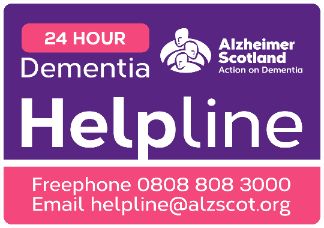 24 HOUR
Dementia
Alzheimer
Scotland
Action on Dementia
Helpline
Freephone 0808 808 3000
Email helpline@alzscot.org